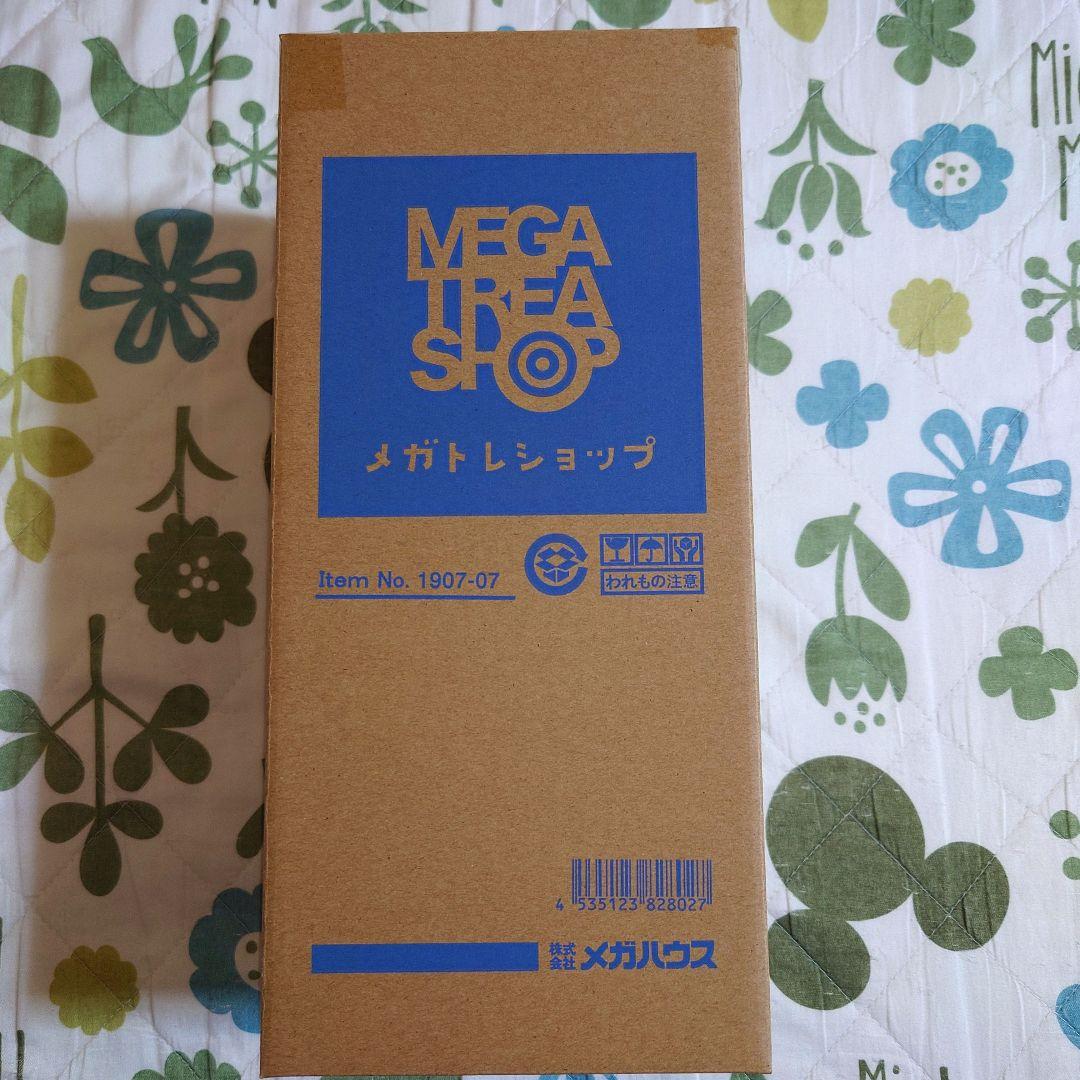 MEGA
TREA
SHOP
メガトレショップ
Item No. 1907-07
われもの注意
4 535123 828027
株式
会社 メガハウス